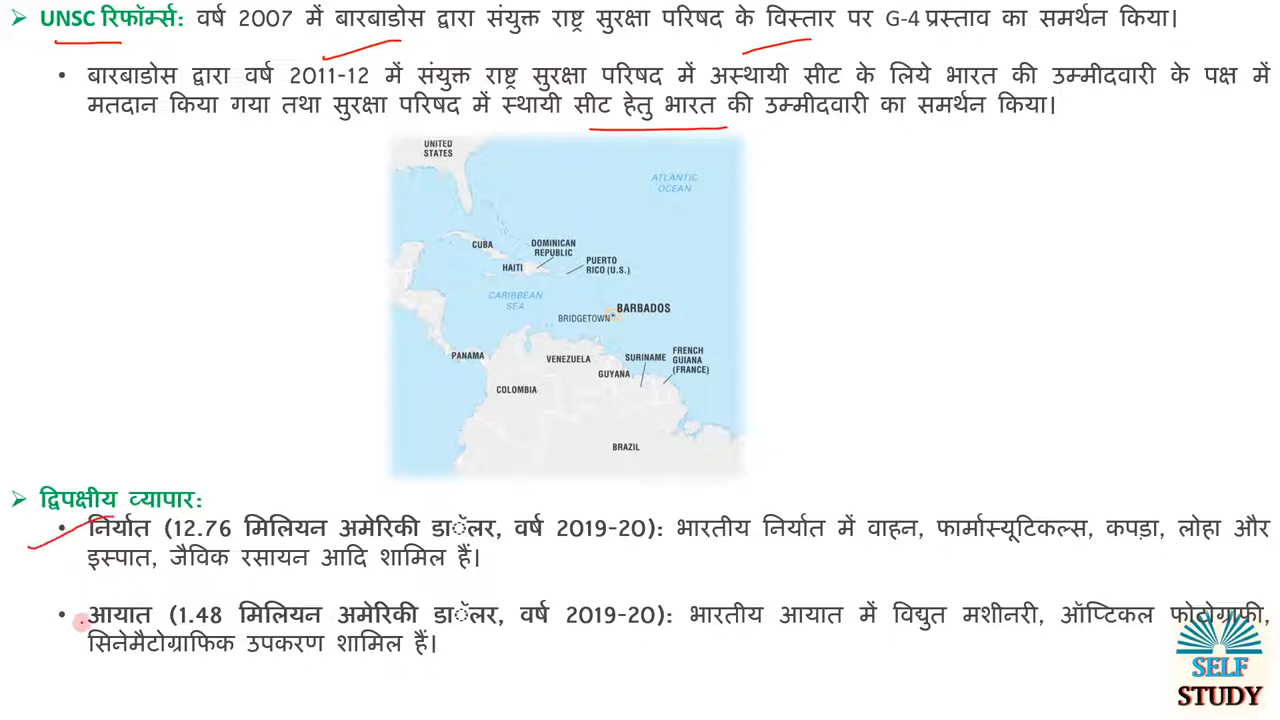 ➢ UNSC रिफॉर्म्स: वर्ष 2007 में बारबाडोस द्वारा संयुक्त राष्ट्र सुरक्षा परिषद के विस्तार पर G-4 प्रस्ताव का समर्थन किया।
• बारबाडोस द्वारा वर्ष 2011-12 में संयुक्त राष्ट्र सुरक्षा परिषद में अस्थायी सीट के लिये भारत की उम्मीदवारी के पक्ष में
मतदान किया गया तथा सुरक्षा परिषद में स्थायी सीट हेतु भारत की उम्मीदवारी का समर्थन किया।
UNITED
STATES
ATLANTIC
OCEAN
CUBA
DOMINICAN
REPUBLIC
HAITI
PUERTO
RICO (U.S.)
CARIBBEAN
SEA
BARBADOS
BRIDGETOWN
PANAMA
VENEZUELA
SURINAME
FRENCH
GUIANA
(FRANCE)
GUYANA
COLOMBIA
BRAZIL
➢ द्विपक्षीय व्यापार:
• निर्यात (12.76 मिलियन अमेरिकी डाॅलर, वर्ष 2019-20): भारतीय निर्यात में वाहन, फार्मास्यूटिकल्स, कपड़ा, लोहा और
इस्पात, जैविक रसायन आदि शामिल हैं।
• आयात (1.48 मिलियन अमेरिकी डाॅलर, वर्ष 2019-20): भारतीय आयात में विद्युत मशीनरी, ऑप्टिकल फोटोग्राफी,
सिनेमैटोग्राफिक उपकरण शामिल हैं।
SELF
STUDY